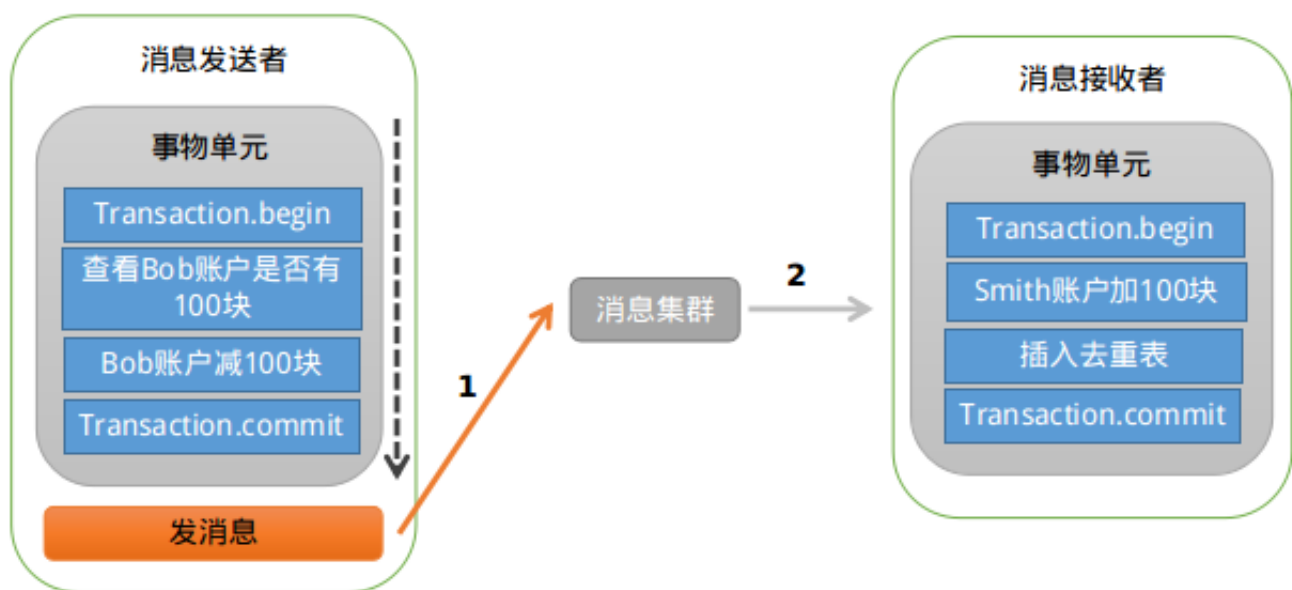 消息发送者
事物单元
Transaction.begin
查看Bob账户是否有
100块
Bob账户减100块
Transaction.commit
发消息
1
消息集群
2
消息接收者
事物单元
Transaction.begin
Smith账户加100块
插入去重表
Transaction.commit